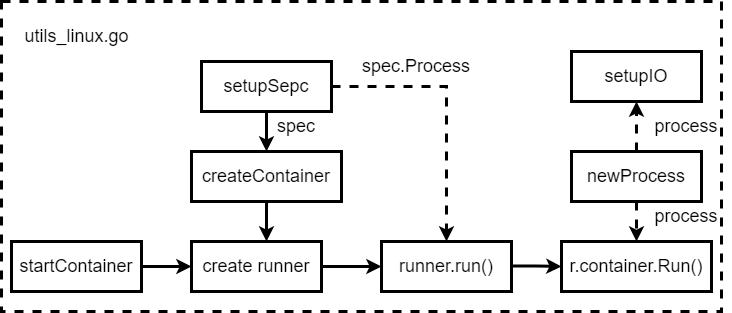 utils_linux.go
spec.Process
setupSepc
setupIO
spec
process
createContainer
newProcess
process
startContainer
create runner
runner.run()
r.container.Run()